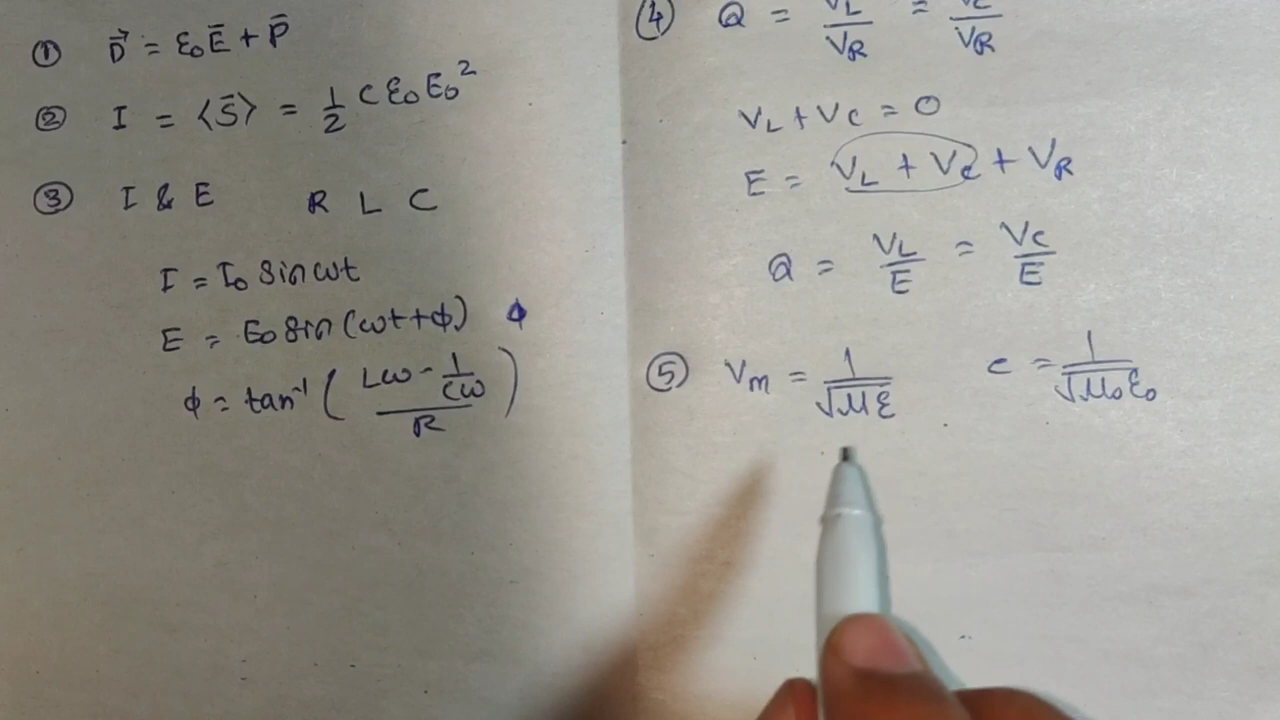 ① D⃗ = ε₀E̅ + P̅
② I = ⟨S̅⟩ = 1/2 cε₀E₀²
③ I & E R L C
I = I₀ sin ωt
E = E₀ sin (ωt+ϕ) ϕ
ϕ = tan⁻¹ ( (Lω - 1/Cω) / R )
④ Q = V_L/V_R = V_C/V_R
V_L + V_C = 0
E = V_L + V_C + V_R
Q = V_L/E = V_C/E
⑤ V_m = 1/√με c = 1/√μ₀ε₀